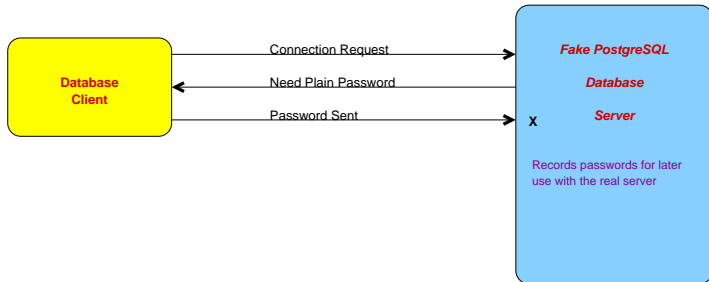 Connection Request
Fake PostgreSQL
Database
Client
Need Plain Password
Database
Password Sent
X
Server
Records passwords for later
use with the real server